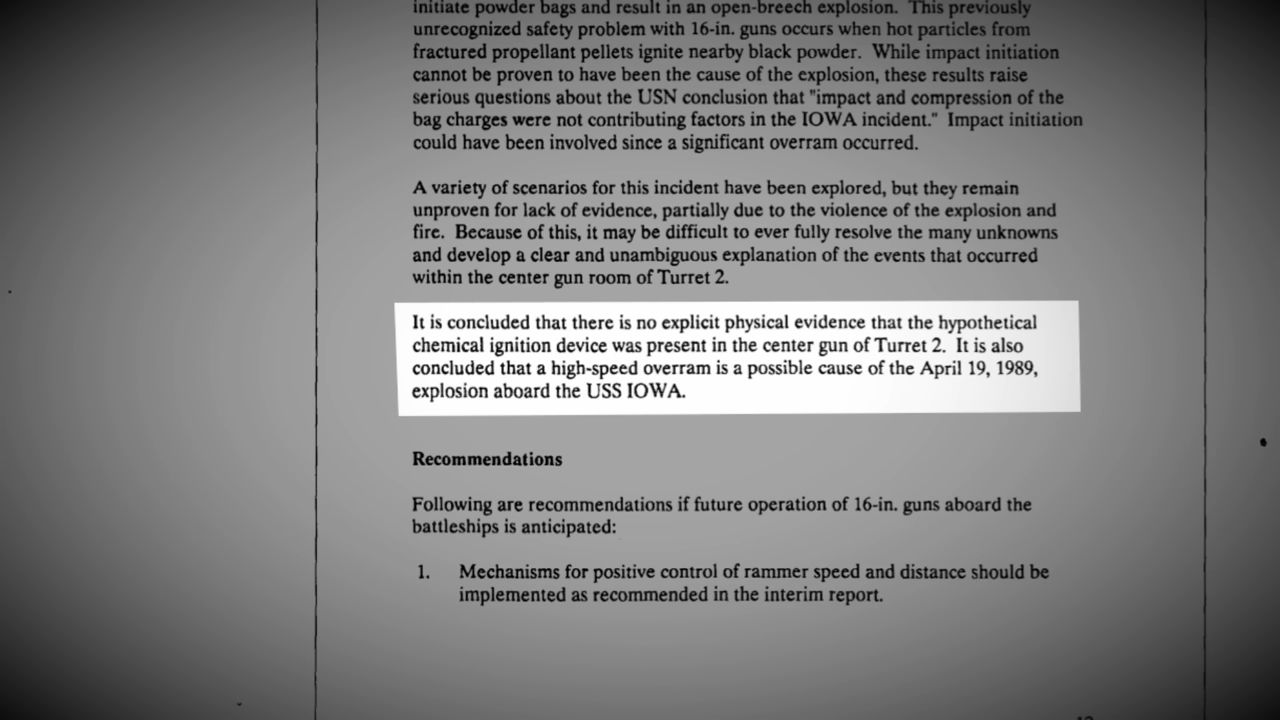 initiate powder bags and result in an open-breech explosion. This previously
unrecognized safety problem with 16-in. guns occurs when hot particles from
fractured propellant pellets ignite nearby black powder. While impact initiation
cannot be proven to have been the cause of the explosion, these results raise
serious questions about the USN conclusion that "impact and compression of the
bag charges were not contributing factors in the IOWA incident." Impact initiation
could have been involved since a significant overram occurred.
A variety of scenarios for this incident have been explored, but they remain
unproven for lack of evidence, partially due to the violence of the explosion and
fire. Because of this, it may be difficult to ever fully resolve the many unknowns
and develop a clear and unambiguous explanation of the events that occurred
within the center gun room of Turret 2.
It is concluded that there is no explicit physical evidence that the hypothetical
chemical ignition device was present in the center gun of Turret 2. It is also
concluded that a high-speed overram is a possible cause of the April 19, 1989,
explosion aboard the USS IOWA.
Recommendations
Following are recommendations if future operation of 16-in. guns aboard the
battleships is anticipated:
1. Mechanisms for positive control of rammer speed and distance should be
implemented as recommended in the interim report.